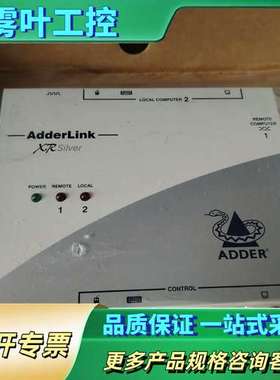 雾叶工控
LOCAL COMPUTER 2
AdderLink
XR Silver
REMOTE
COMPUTER
1
POWER REMOTE LOCAL
1 2
ADDER
CONTROL
开专票
品质保证 一站式采
更多产品规格咨询客